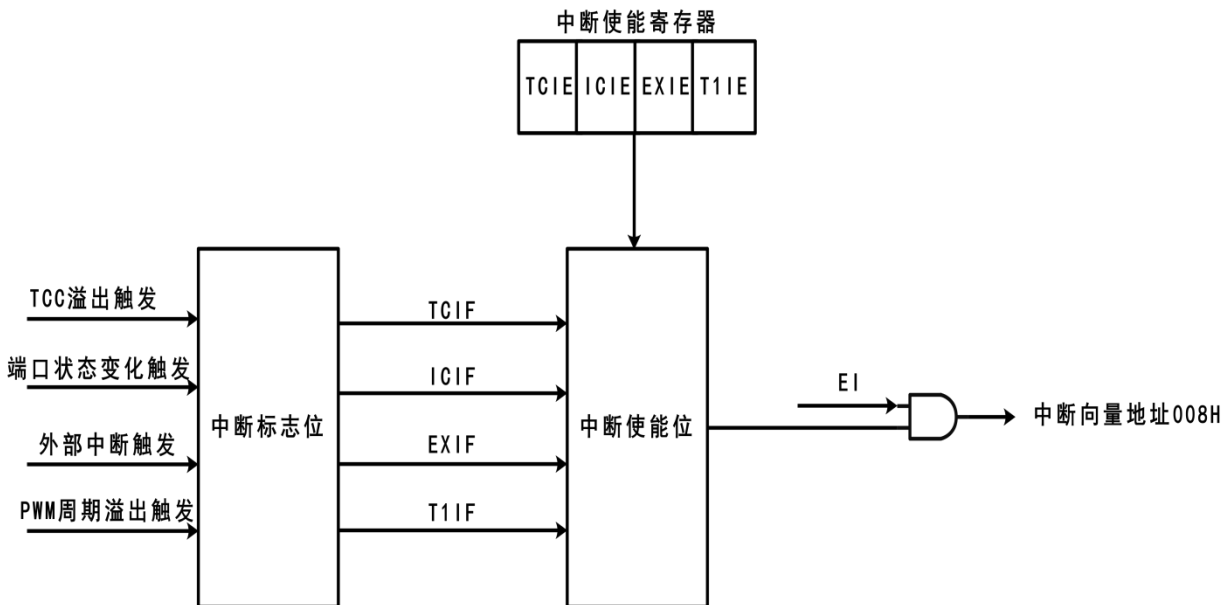 中断使能寄存器
TCIE ICIE EXIE T1IE
TCC溢出触发
端口状态变化触发
外部中断触发
PWM周期溢出触发
中断标志位
TCIF
ICIF
EXIF
T1IF
中断使能位
EI
中断向量地址008H